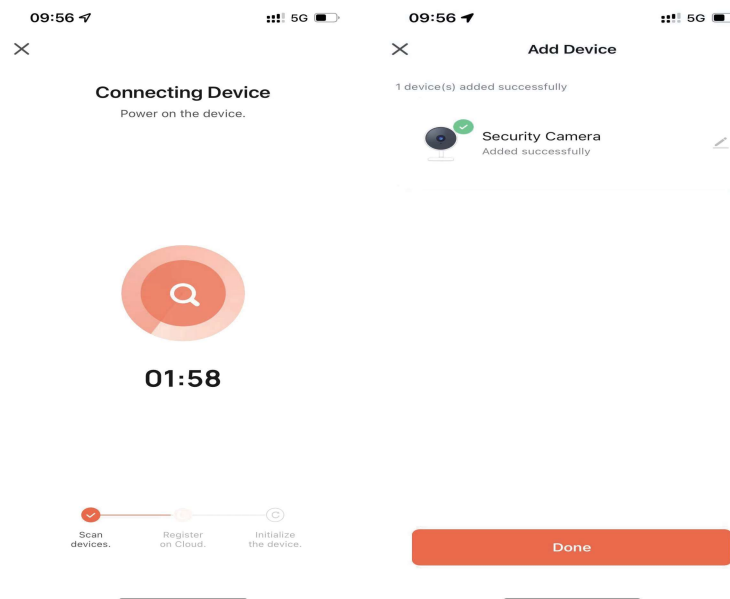 09:56
5G
Connecting Device
Power on the device.
01:58
Scan
devices.
Register
on Cloud.
Initialize
the device.
09:56
5G
Add Device
1 device(s) added successfully
Security Camera
Added successfully
Done